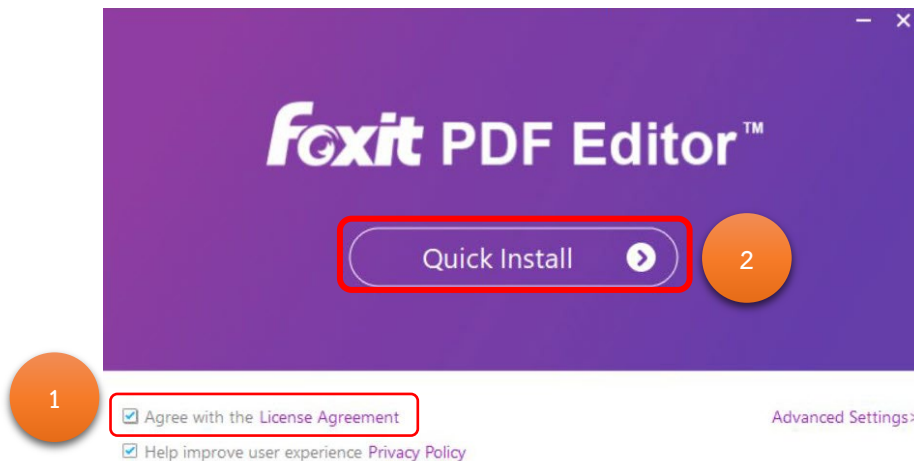 Foxit PDF Editor™
Quick Install
2
1
Agree with the License Agreement
Advanced Settings>
Help improve user experience Privacy Policy